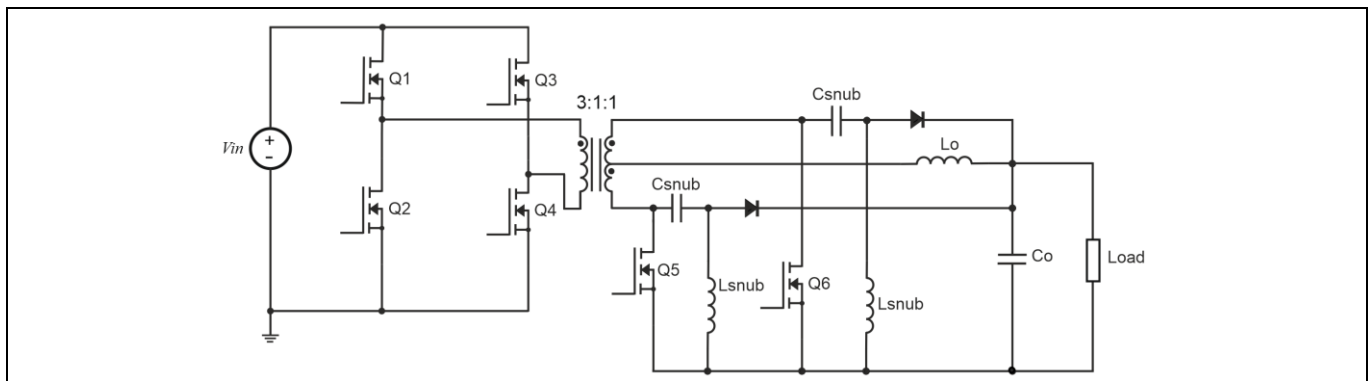 Q1
Q3
3:1:1
Csnub
Vin
+
-
Lo
Csnub
Q2
Q4
Co
Load
Q5
Lsnub
Q6
Lsnub